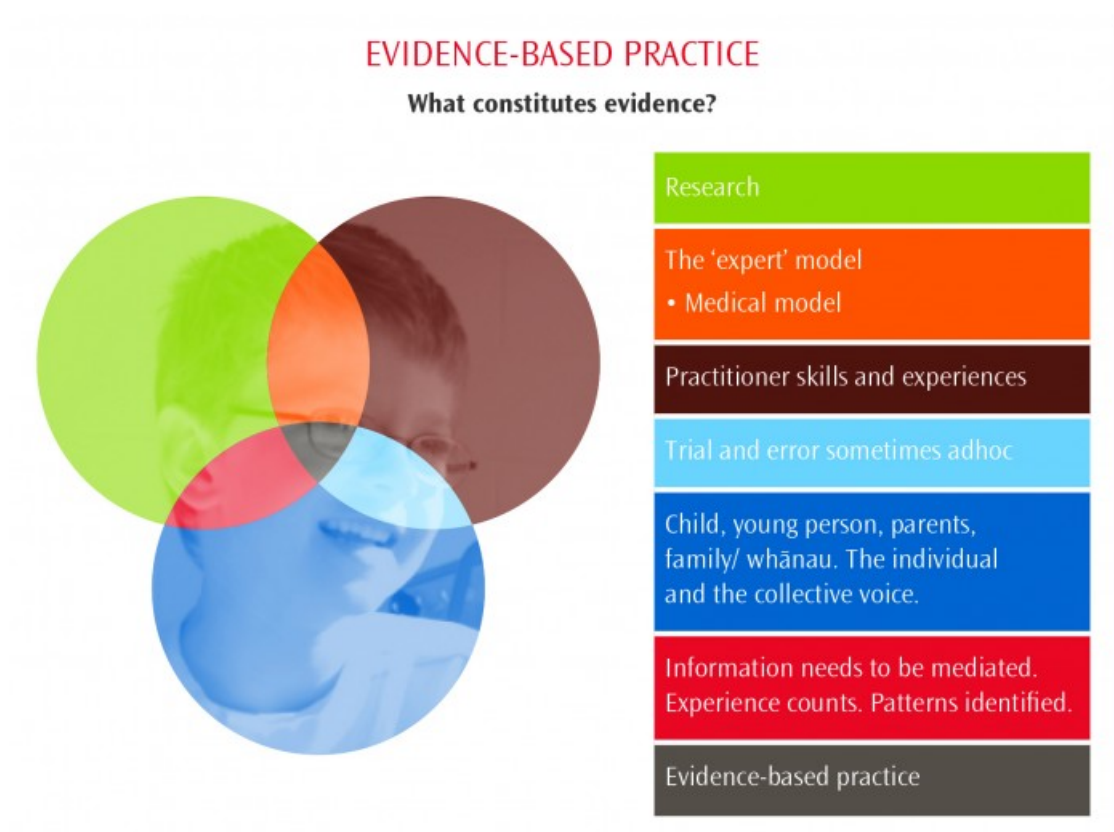 EVIDENCE-BASED PRACTICE
What constitutes evidence?
Research
The ‘expert’ model
• Medical model
Practitioner skills and experiences
Trial and error sometimes adhoc
Child, young person, parents,
family/ whānau. The individual
and the collective voice.
Information needs to be mediated.
Experience counts. Patterns identified.
Evidence-based practice